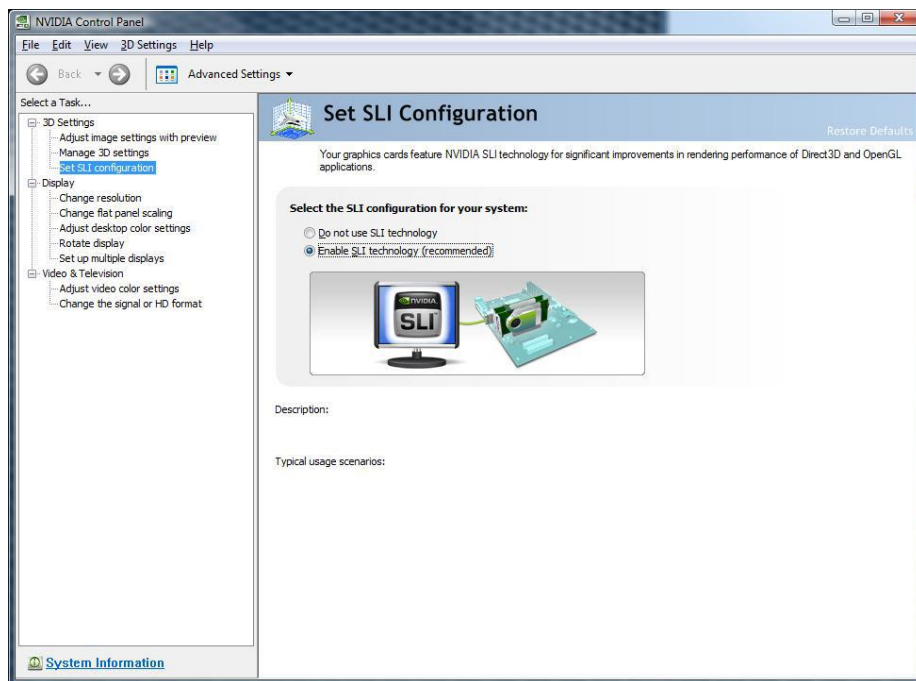 NVIDIA Control Panel
File Edit View 3D Settings Help
Back Advanced Settings
Select a Task...
3D Settings
Adjust image settings with preview
Manage 3D settings
Set SLI configuration
Display
Change resolution
Change flat panel scaling
Adjust desktop color settings
Rotate display
Set up multiple displays
Video & Television
Adjust video color settings
Change the signal or HD format
System Information
Set SLI Configuration
Restore Defaults
Your graphics cards feature NVIDIA SLI technology for significant improvements in rendering performance of Direct3D and OpenGL
applications.
Select the SLI configuration for your system:
Do not use SLI technology
Enable SLI technology (recommended)
NVIDIA
SLI
Description:
Typical usage scenarios: